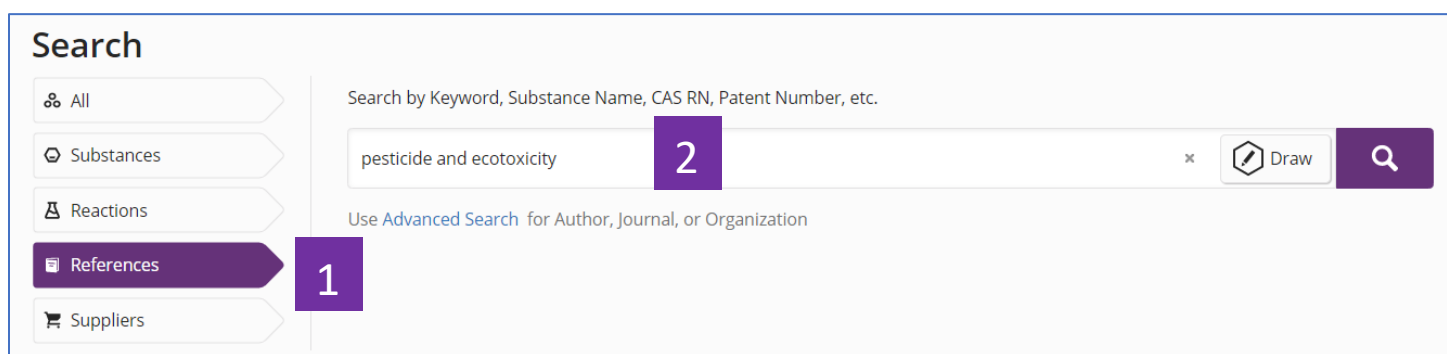 Search
All
Substances
Reactions
References
Suppliers
1
Search by Keyword, Substance Name, CAS RN, Patent Number, etc.
pesticide and ecotoxicity
2
Draw
Use Advanced Search for Author, Journal, or Organization